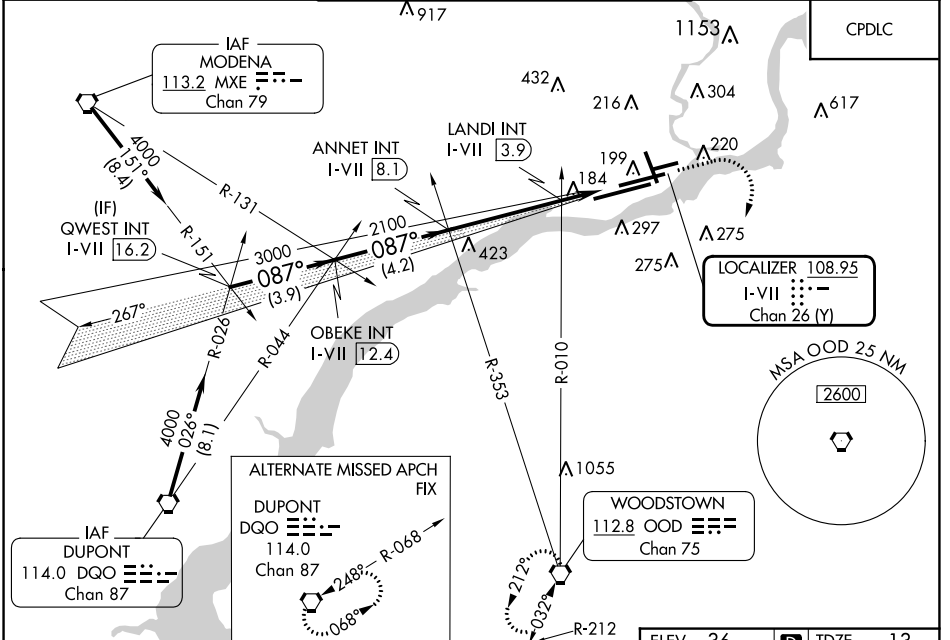 917
1153
CPDLC
IAF
MODENA
113.2 MXE
Chan 79
432
216
304
617
ANNET INT
I-VII 8.1
LANDI INT
I-VII 3.9
199
220
184
4000
151°
(8.4)
R-131
R-151
(IF)
QWEST INT
I-VII 16.2
3000
087°
(3.9)
2100
087°
(4.2)
423
297
275
275
LOCALIZER 108.95
I-VII
Chan 26 (Y)
267°
R-026
R-044
OBEKE INT
I-VII 12.4
R-353
R-010
MSA OOD 25 NM
2600
4000
026°
(8.1)
1055
ALTERNATE MISSED APCH
FIX
DUPONT
DQO
114.0
Chan 87
R-068
248°
068°
WOODSTOWN
112.8 OOD
Chan 75
IAF
DUPONT
114.0 DQO
Chan 87
212°
032°
R-212
ELEV 36
D
TDZE 12